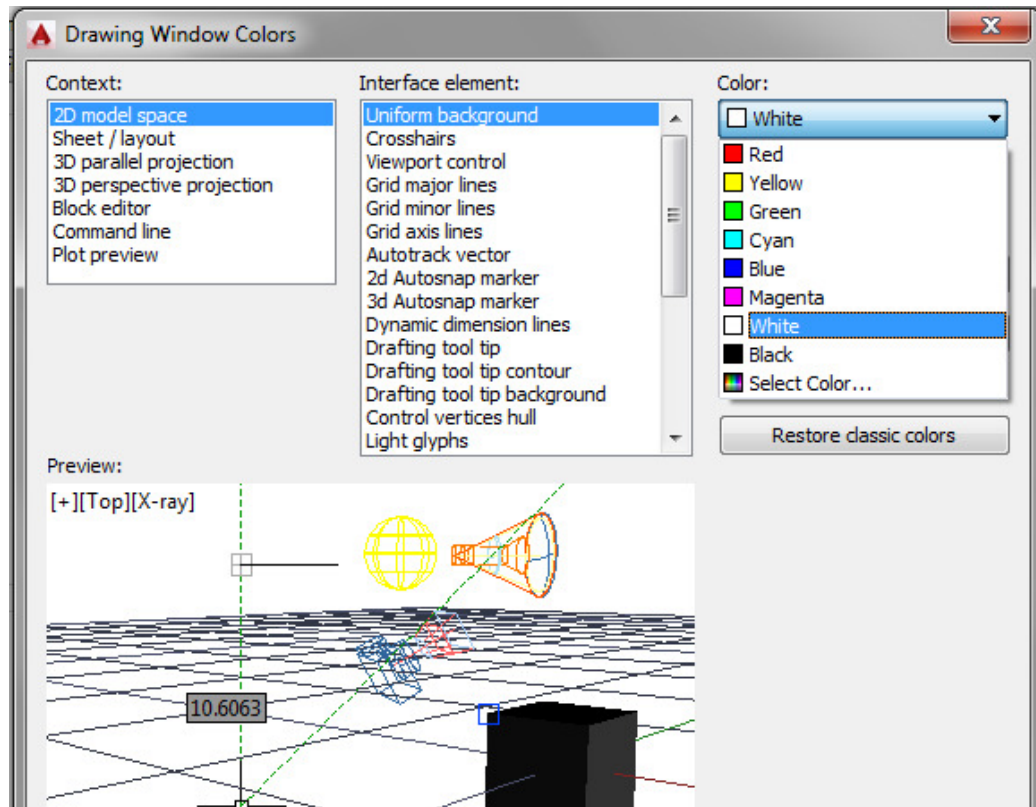 Drawing Window Colors
Context:
2D model space
Sheet / layout
3D parallel projection
3D perspective projection
Block editor
Command line
Plot preview
Interface element:
Uniform background
Crosshairs
Viewport control
Grid major lines
Grid minor lines
Grid axis lines
Autotrack vector
2d Autosnap marker
3d Autosnap marker
Dynamic dimension lines
Drafting tool tip
Drafting tool tip contour
Drafting tool tip background
Control vertices hull
Light glyphs
Color:
White
Red
Yellow
Green
Cyan
Blue
Magenta
White
Black
Select Color...
Restore classic colors
Preview:
[+][Top][X-ray]
10.6063